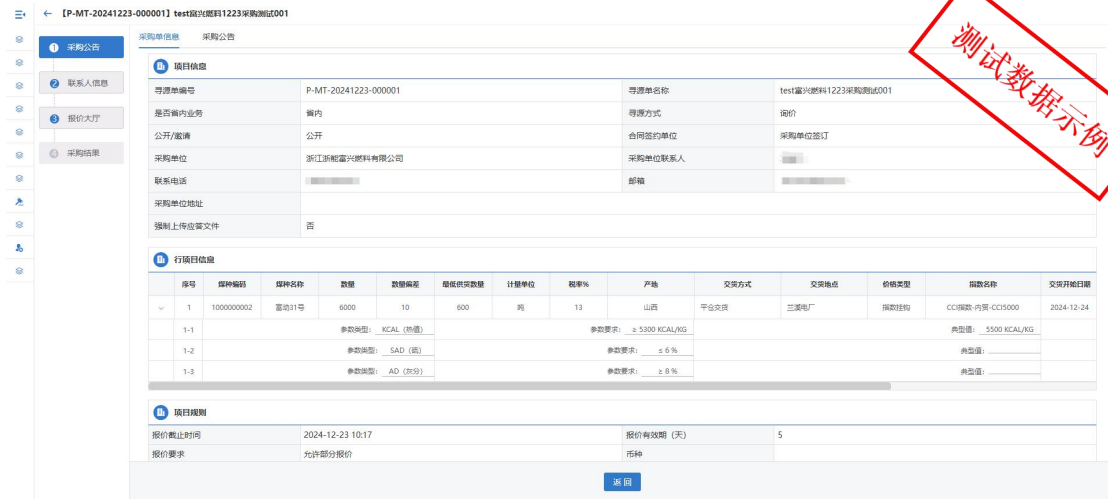 【P-MT-20241223-000001】test富兴燃料1223采购测试001
1 采购公告
2 联系人信息
3 报价大厅
4 采购结果
采购单信息 采购公告
项目信息
寻源单编号 P-MT-20241223-000001 寻源单名称 test富兴燃料1223采购测试001
是否省内业务 省内 寻源方式 询价
公开/邀请 公开 合同签约单位 采购单位签订
采购单位 浙江浙能富兴燃料有限公司 采购单位联系人
联系电话 邮箱
采购单位地址
强制上传应答文件 否
行项目信息
序号 煤种编码 煤种名称 数量 数量偏差 最低供货数量 计量单位 税率% 产地 交货方式 交货地点 价格类型 指数名称 交货开始日期
1 1000000002 富动31号 6000 10 600 吨 13 山西 平仓交货 兰溪电厂 指数挂钩 CCI指数-内贸-CCI5000 2024-12-24
1-1 参数类型: KCAL（热值） 参数要求: ≥ 5300 KCAL/KG 典型值: 5500 KCAL/KG
1-2 参数类型: SAD（硫） 参数要求: ≤ 6 % 典型值:
1-3 参数类型: AD（灰分） 参数要求: ≥ 8 % 典型值:
项目规则
报价截止时间 2024-12-23 10:17 报价有效期（天） 5
报价要求 允许部分报价 币种
返回
测试数据示例